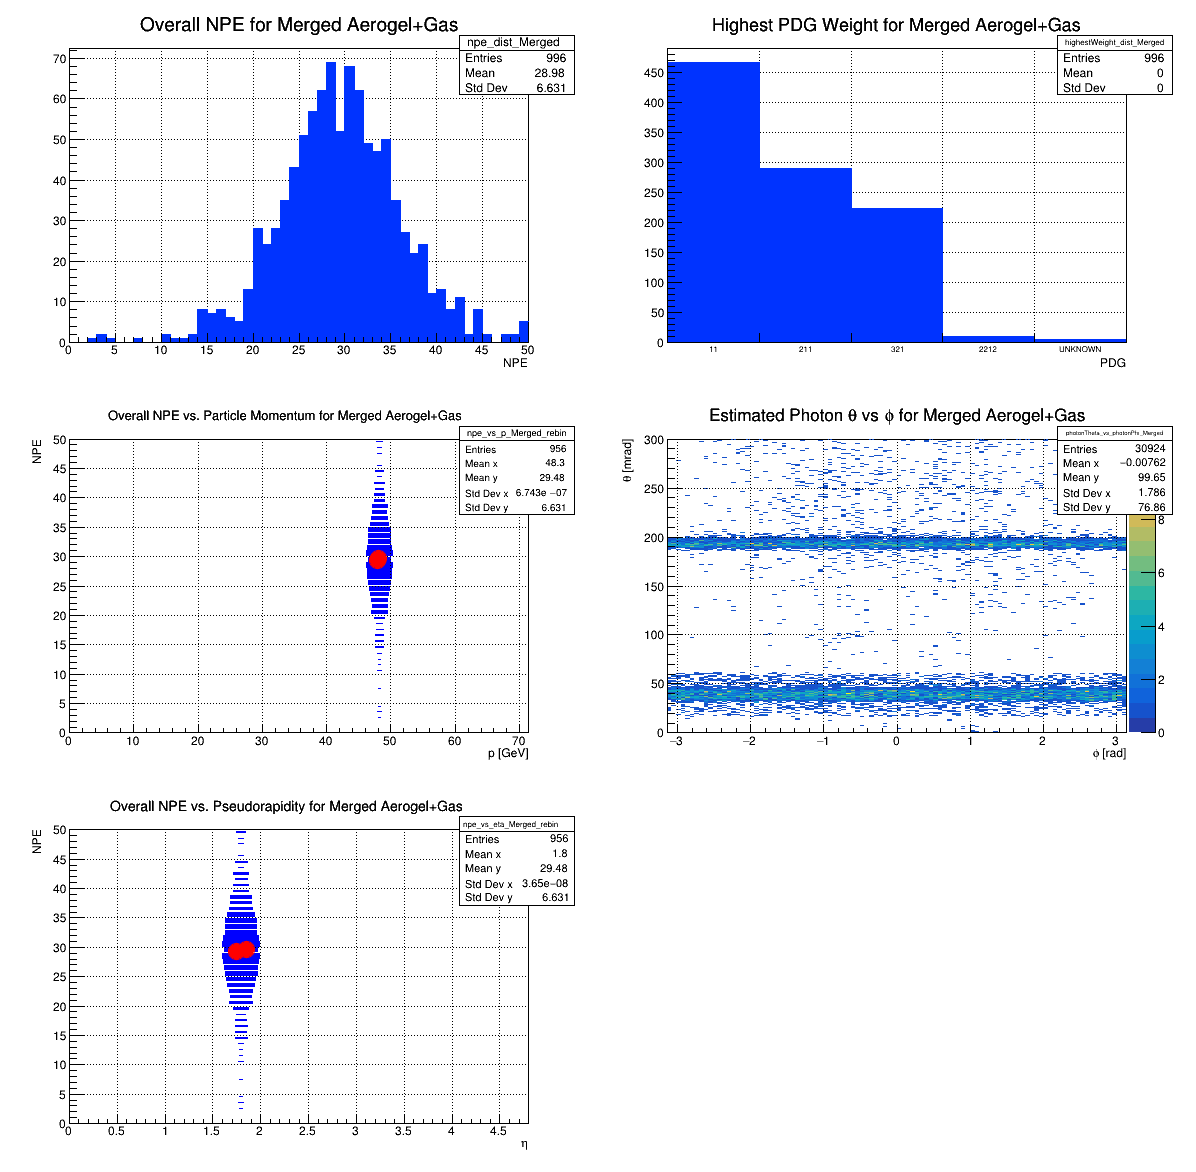 Overall NPE for Merged Aerogel+Gas
npe_dist_Merged
Entries 996
Mean 28.98
Std Dev 6.631
70
60
50
40
30
20
10
0
0 5 10 15 20 25 30 35 40 45 50
NPE
Highest PDG Weight for Merged Aerogel+Gas
highestWeight_dist_Merged
Entries 996
Mean 0
Std Dev 0
450
400
350
300
250
200
150
100
50
0
11 211 321 2212 UNKNOWN
PDG
Overall NPE vs. Particle Momentum for Merged Aerogel+Gas
npe_vs_p_Merged_rebin
Entries 956
Mean x 48.3
Mean y 29.48
Std Dev x 6.743e −07
Std Dev y 6.631
NPE
50
45
40
35
30
25
20
15
10
5
0
0 10 20 30 40 50 60 70
p [GeV]
Estimated Photon θ vs ϕ for Merged Aerogel+Gas
photonTheta_vs_photonPhi_Merged
Entries 30924
Mean x −0.00762
Mean y 99.65
Std Dev x 1.786
Std Dev y 76.86
θ [mrad]
300
250
200
150
100
50
0
−3 −2 −1 0 1 2 3
ϕ [rad]
8
6
4
2
0
Overall NPE vs. Pseudorapidity for Merged Aerogel+Gas
npe_vs_eta_Merged_rebin
Entries 956
Mean x 1.8
Mean y 29.48
Std Dev x 3.65e−08
Std Dev y 6.631
NPE
50
45
40
35
30
25
20
15
10
5
0
0 0.5 1 1.5 2 2.5 3 3.5 4 4.5
η